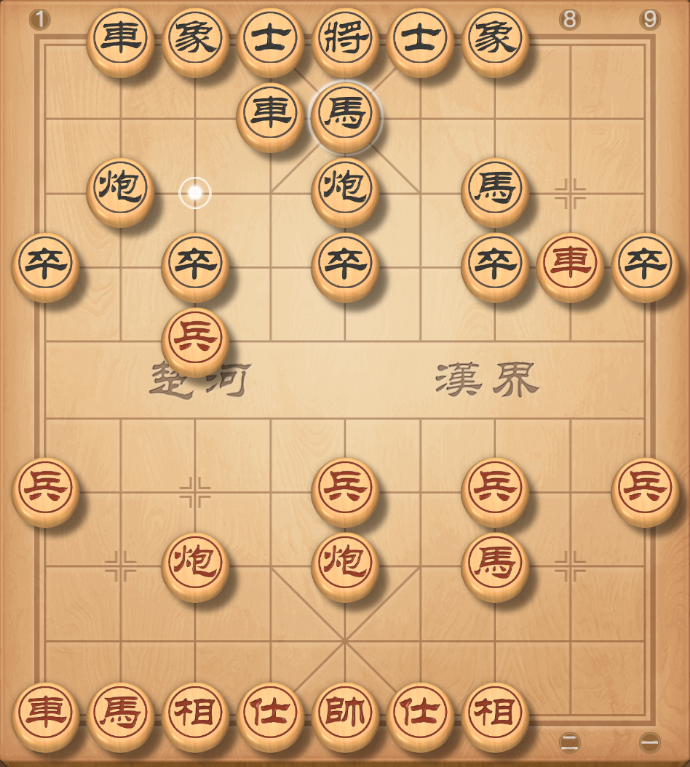 1 8 9
車 象 士 將 士 象
車 馬
炮 炮 馬
卒 卒 卒 卒 車 卒
兵
楚河 漢界
兵 兵 兵 兵
炮 炮 馬
車 馬 相 仕 帥 仕 相
二 一